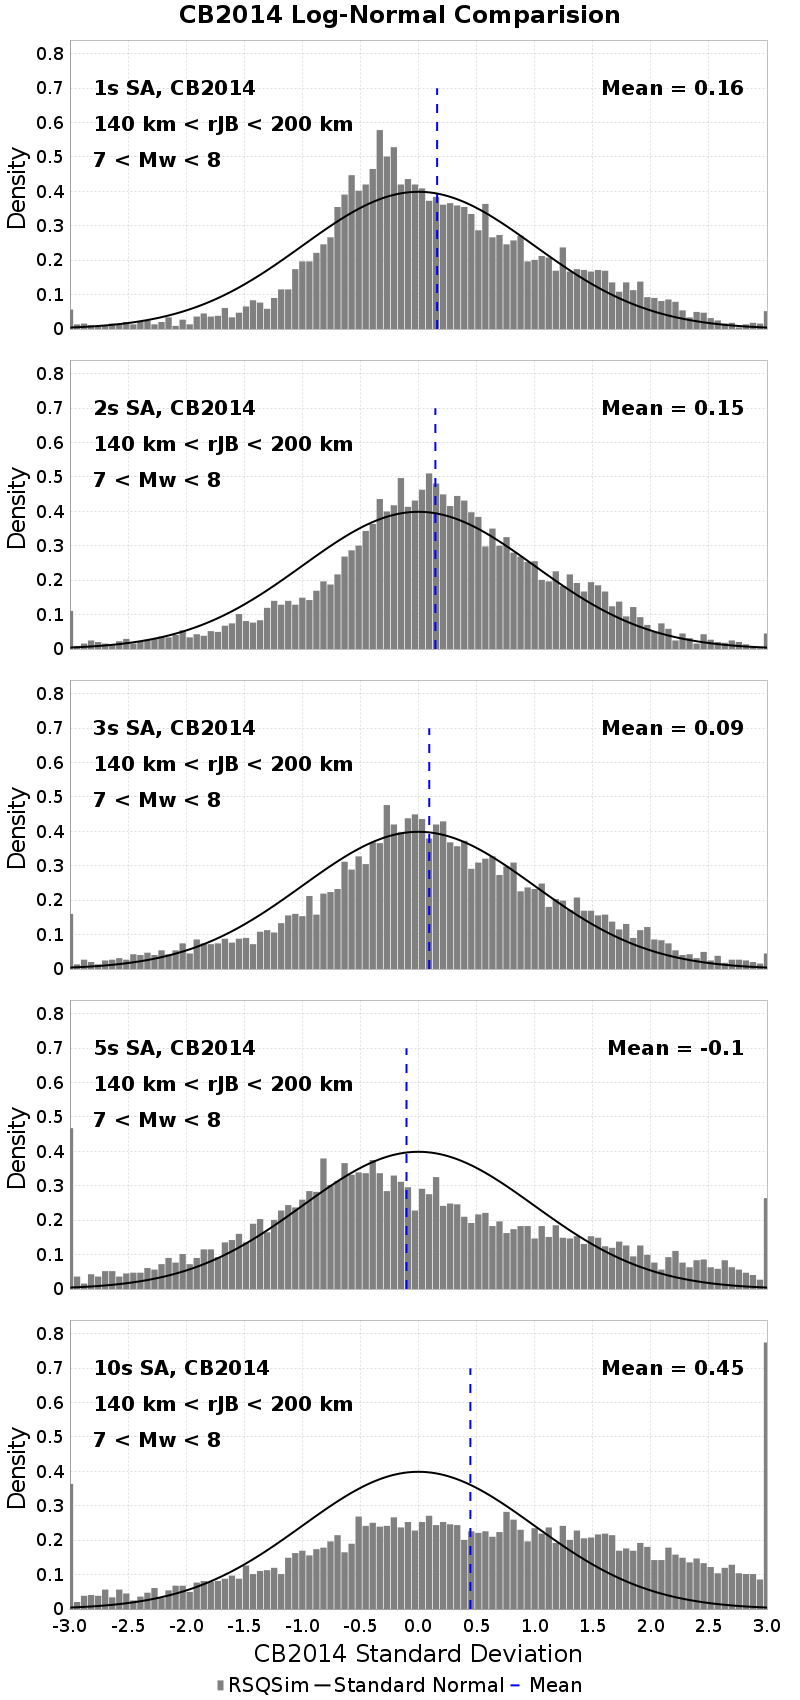 CB2014 Log-Normal Comparision
0.8
0.7
0.6
0.5
0.4
0.3
0.2
0.1
0
Density
1s SA, CB2014
140 km < rJB < 200 km
7 < Mw < 8
Mean = 0.16
0.8
0.7
0.6
0.5
0.4
0.3
0.2
0.1
0
Density
2s SA, CB2014
140 km < rJB < 200 km
7 < Mw < 8
Mean = 0.15
0.8
0.7
0.6
0.5
0.4
0.3
0.2
0.1
0
Density
3s SA, CB2014
140 km < rJB < 200 km
7 < Mw < 8
Mean = 0.09
0.8
0.7
0.6
0.5
0.4
0.3
0.2
0.1
0
Density
5s SA, CB2014
140 km < rJB < 200 km
7 < Mw < 8
Mean = -0.1
0.8
0.7
0.6
0.5
0.4
0.3
0.2
0.1
0
Density
10s SA, CB2014
140 km < rJB < 200 km
7 < Mw < 8
Mean = 0.45
-3.0 -2.5 -2.0 -1.5 -1.0 -0.5 0.0 0.5 1.0 1.5 2.0 2.5 3.0
CB2014 Standard Deviation
RSQSim Standard Normal Mean